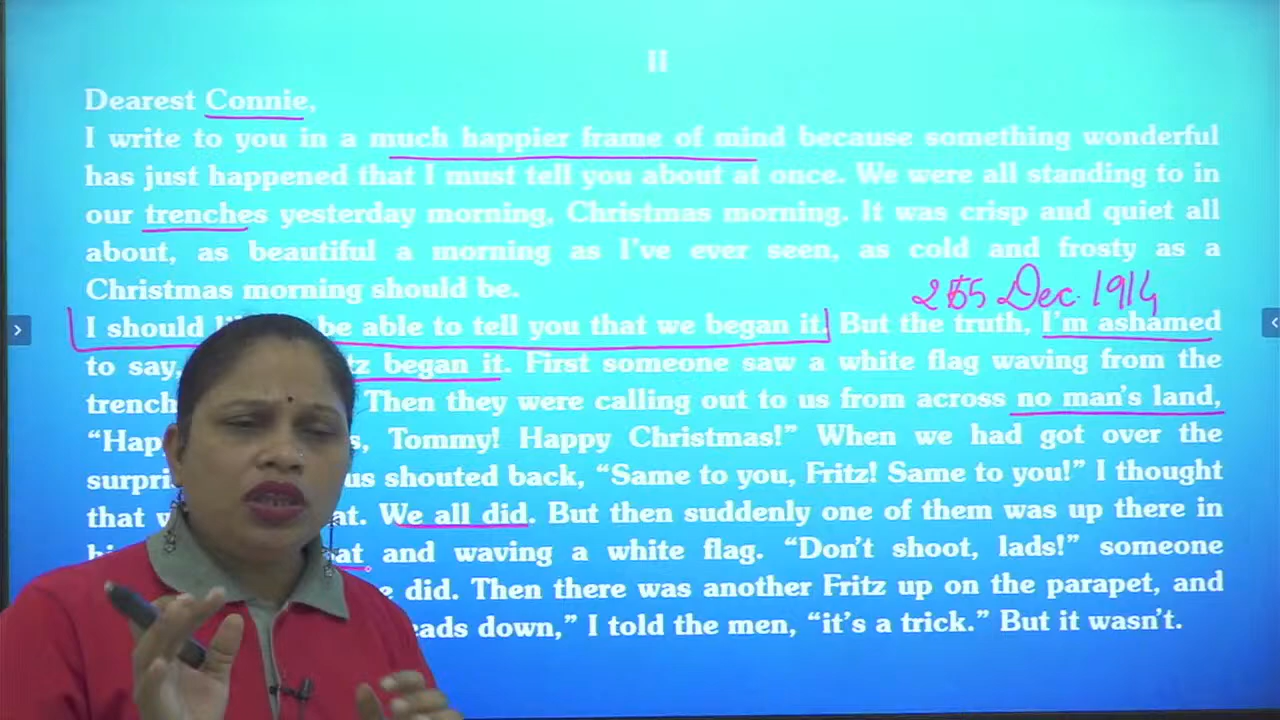 II
Dearest Connie,
I write to you in a much happier frame of mind because something wonderful
has just happened that I must tell you about at once. We were all standing to in
our trenches yesterday morning, Christmas morning. It was crisp and quiet all
about, as beautiful a morning as I've ever seen, as cold and frosty as a
Christmas morning should be.
25 Dec. 1914
I should be able to tell you that we began it. But the truth, I'm ashamed
to say, tz began it. First someone saw a white flag waving from the
trench Then they were calling out to us from across no man's land,
“Hap s, Tommy! Happy Christmas!” When we had got over the
surpri us shouted back, “Same to you, Fritz! Same to you!” I thought
that at. We all did. But then suddenly one of them was up there in
at and waving a white flag. “Don't shoot, lads!” someone
e did. Then there was another Fritz up on the parapet, and
eads down,” I told the men, “it's a trick.” But it wasn't.